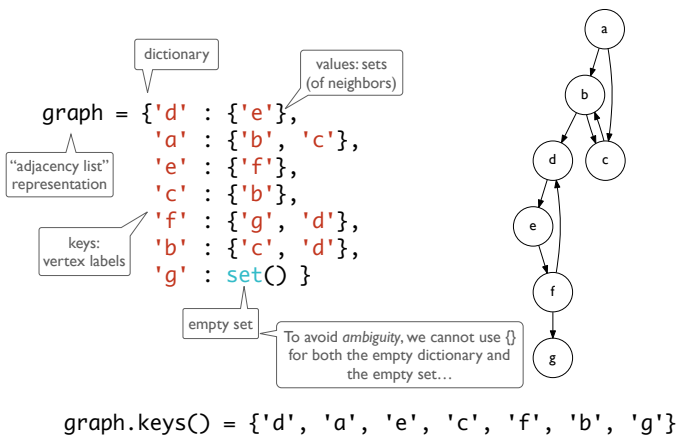 dictionary
values: sets
(of neighbors)
graph = {'d' : {'e'},
'a' : {'b', 'c'},
'e' : {'f'},
'c' : {'b'},
'f' : {'g', 'd'},
'b' : {'c', 'd'},
'g' : set() }
“adjacency list”
representation
keys:
vertex labels
empty set
To avoid ambiguity, we cannot use {}
for both the empty dictionary and
the empty set…
a
b
d
c
e
f
g
graph.keys() = {'d', 'a', 'e', 'c', 'f', 'b', 'g'}